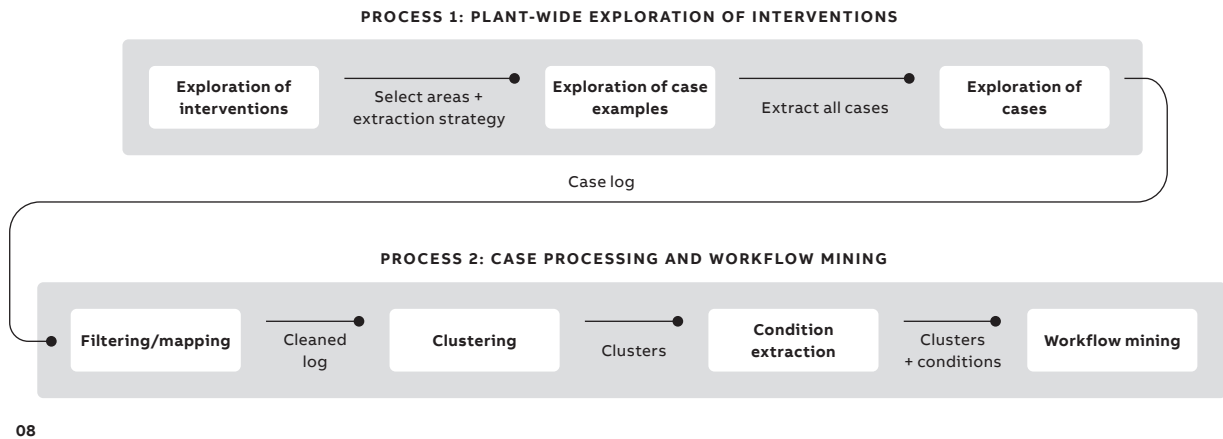 PROCESS 1: PLANT-WIDE EXPLORATION OF INTERVENTIONS
Exploration of
interventions
Select areas +
extraction strategy
Exploration of case
examples
Extract all cases
Exploration of
cases
Case log
PROCESS 2: CASE PROCESSING AND WORKFLOW MINING
Filtering/mapping
Cleaned
log
Clustering
Clusters
Condition
extraction
Clusters
+ conditions
Workflow mining
08